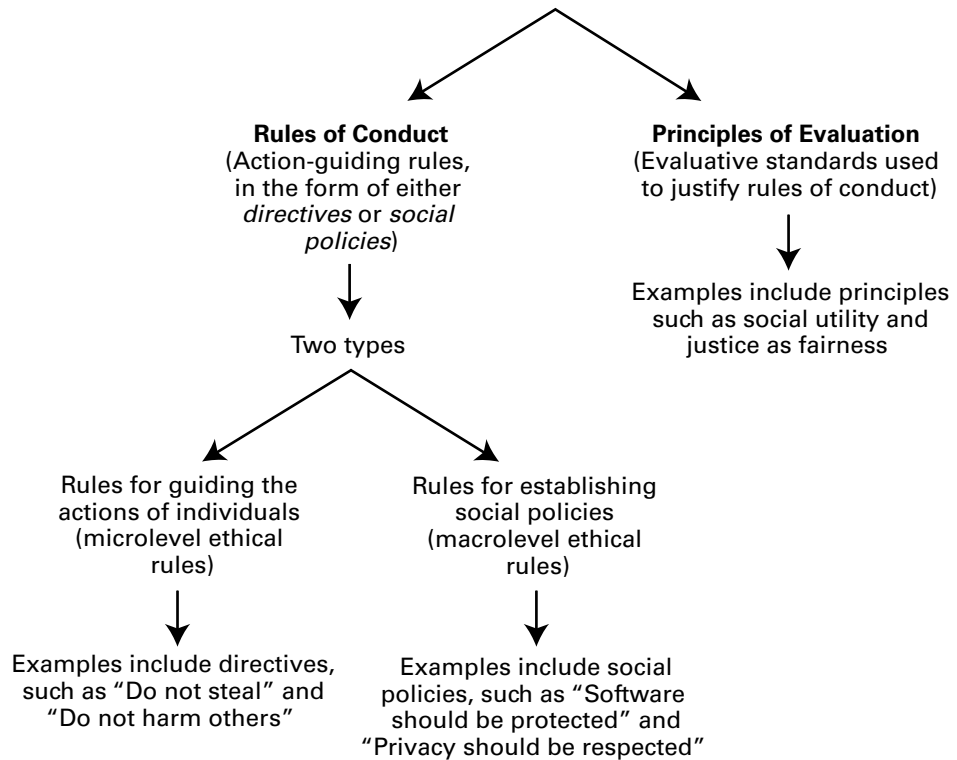 Rules of Conduct
(Action-guiding rules,
in the form of either
directives or social
policies)
Two types
Rules for guiding the
actions of individuals
(microlevel ethical
rules)
Examples include directives,
such as “Do not steal” and
“Do not harm others”
Rules for establishing
social policies
(macrolevel ethical
rules)
Examples include social
policies, such as “Software
should be protected” and
“Privacy should be respected”
Principles of Evaluation
(Evaluative standards used
to justify rules of conduct)
Examples include principles
such as social utility and
justice as fairness